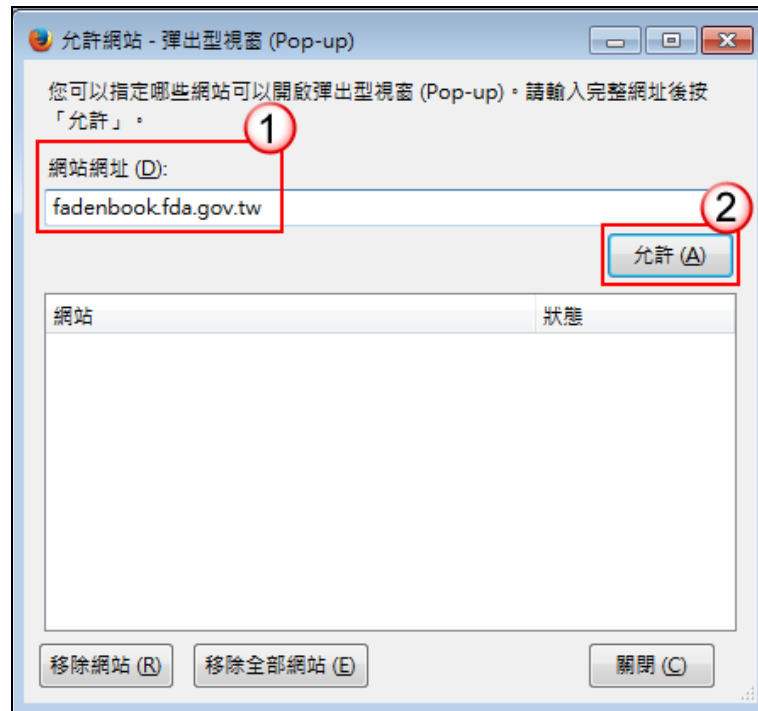 允許網站 - 彈出型視窗 (Pop-up)
您可以指定哪些網站可以開啟彈出型視窗 (Pop-up)。請輸入完整網址後按
「允許」。
1
網站網址 (D):
fadenbook.fda.gov.tw
2
允許 (A)
網站 狀態
移除網站 (R) 移除全部網站 (E) 關閉 (C)